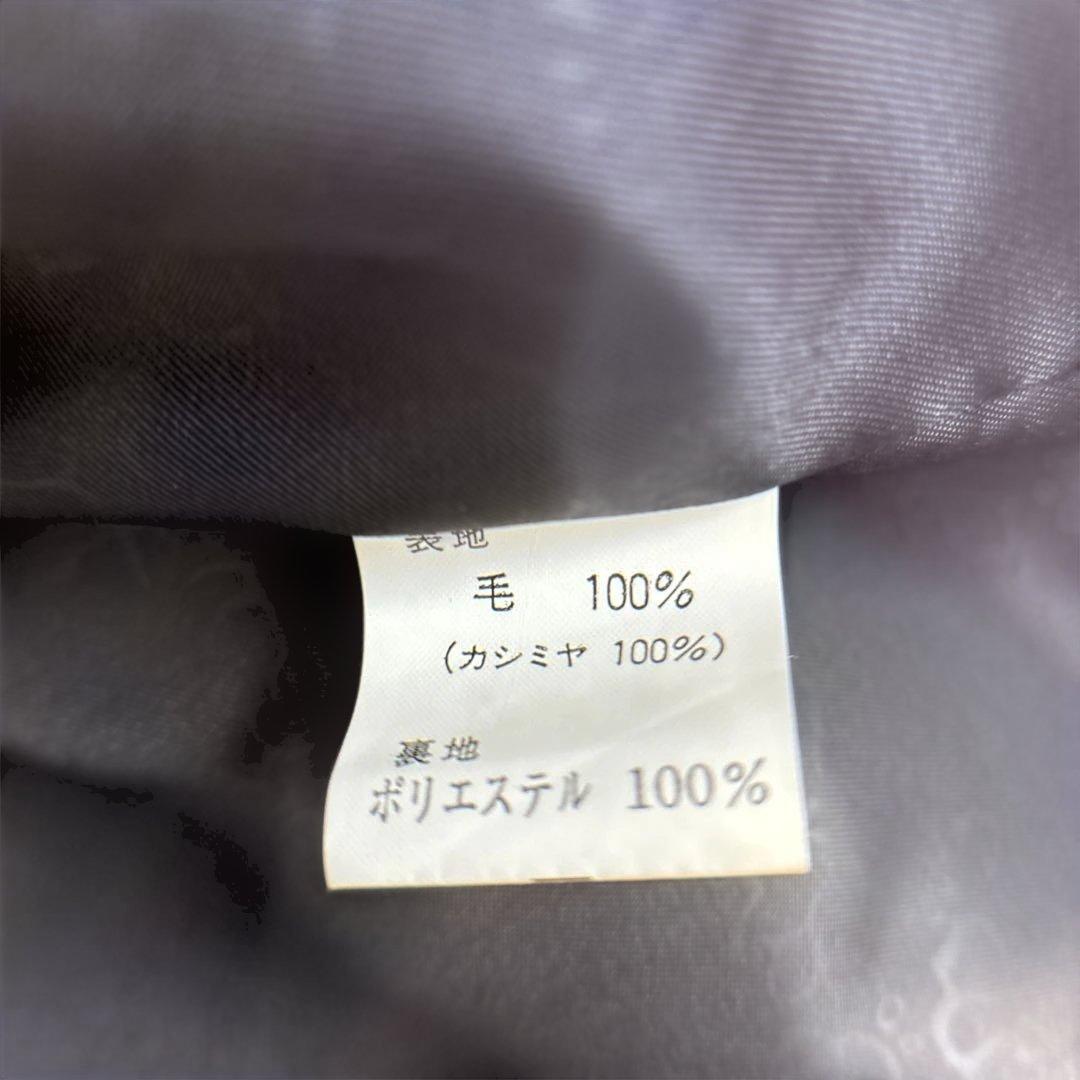 表地
毛 100%
(カシミヤ 100%)
裏地
ポリエステル 100%